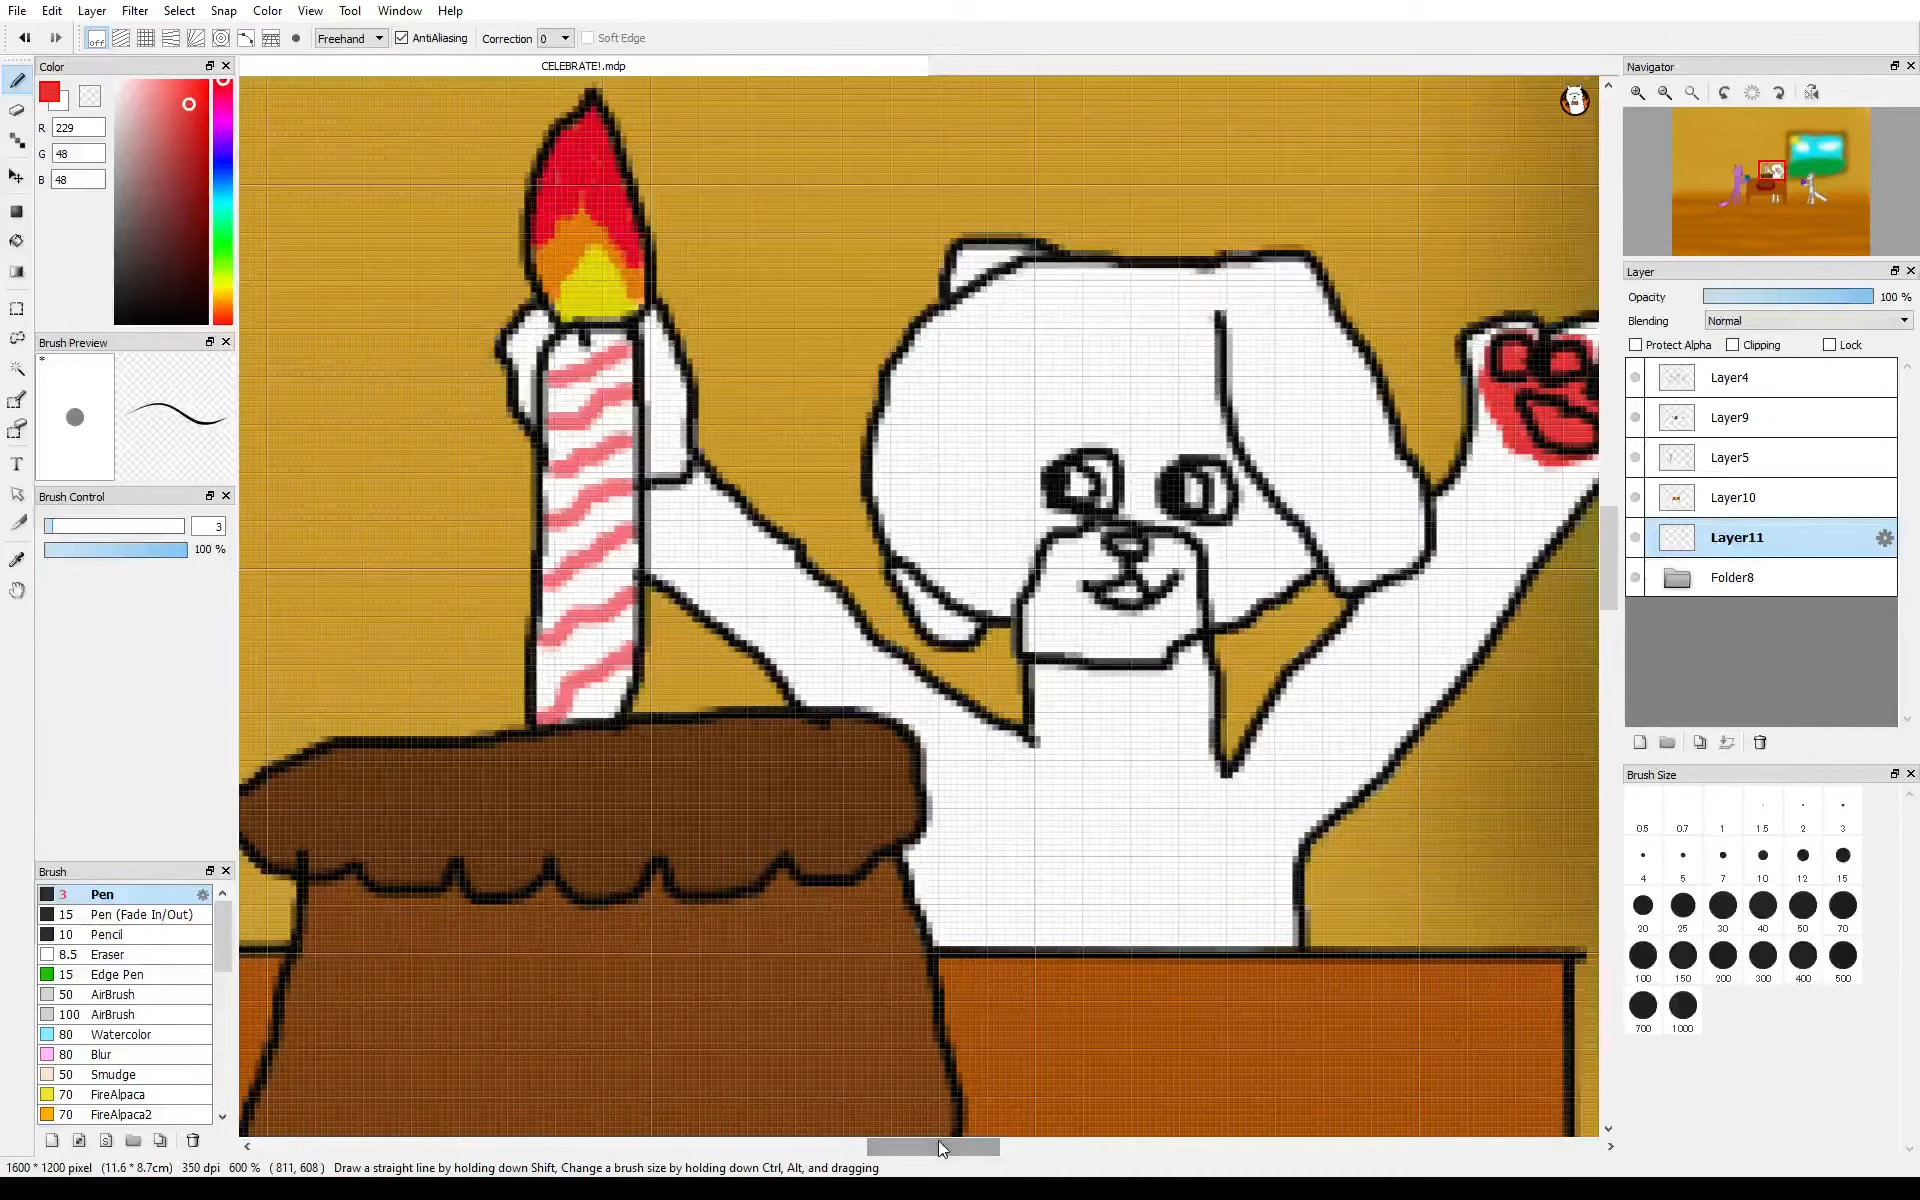 File Edit Layer Filter Select Snap Color View Tool Window Help
off Freehand AntiAliasing Correction 0 Soft Edge
Color
CELEBRATE!.mdp
Navigator
R 229
G 48
B 48
Layer
Opacity 100 %
Blending Normal
Protect Alpha Clipping Lock
Brush Preview
*
Layer4
Layer9
Layer5
Layer10
Layer11
Folder8
Brush Control
3
100 %
Brush Size
0.5 0.7 1 1.5 2 3
4 5 7 10 12 15
20 25 30 40 50 70
100 150 200 300 400 500
700 1000
Brush
3 Pen
15 Pen (Fade In/Out)
10 Pencil
8.5 Eraser
15 Edge Pen
50 AirBrush
100 AirBrush
80 Watercolor
80 Blur
50 Smudge
70 FireAlpaca
70 FireAlpaca2
1600 * 1200 pixel (11.6 * 8.7cm) 350 dpi 600 % ( 811, 608 ) Draw a straight line by holding down Shift, Change a brush size by holding down Ctrl, Alt, and dragging